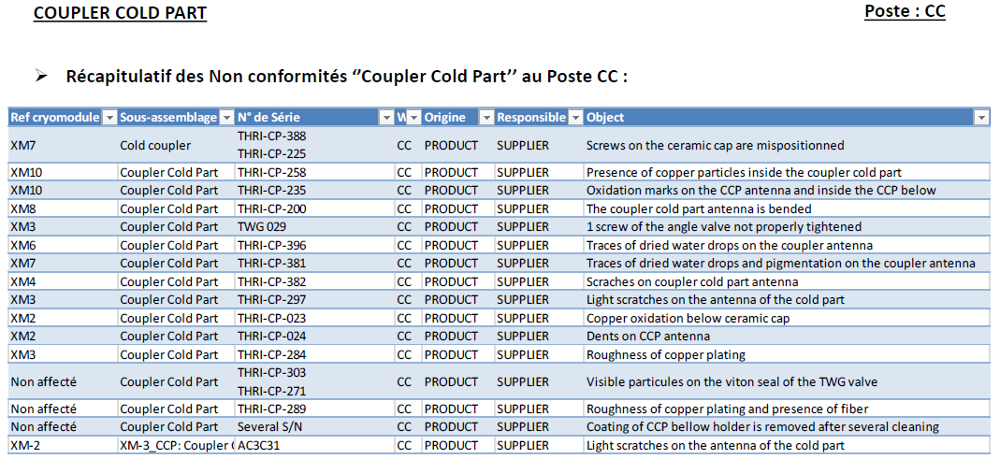 COUPLER COLD PART Poste : CC
➢ Récapitulatif des Non conformités ‘’Coupler Cold Part’’ au Poste CC :
Ref cryomodule Sous-assemblage N° de Série W Origine Responsible Object
XM7 Cold coupler THRI-CP-388 THRI-CP-225 CC PRODUCT SUPPLIER Screws on the ceramic cap are mispositionned
XM10 Coupler Cold Part THRI-CP-258 CC PRODUCT SUPPLIER Presence of copper particles inside the coupler cold part
XM10 Coupler Cold Part THRI-CP-235 CC PRODUCT SUPPLIER Oxidation marks on the CCP antenna and inside the CCP below
XM8 Coupler Cold Part THRI-CP-200 CC PRODUCT SUPPLIER The coupler cold part antenna is bended
XM3 Coupler Cold Part TWG 029 CC PRODUCT SUPPLIER 1 screw of the angle valve not properly tightened
XM6 Coupler Cold Part THRI-CP-396 CC PRODUCT SUPPLIER Traces of dried water drops on the coupler antenna
XM7 Coupler Cold Part THRI-CP-381 CC PRODUCT SUPPLIER Traces of dried water drops and pigmentation on the coupler antenna
XM4 Coupler Cold Part THRI-CP-382 CC PRODUCT SUPPLIER Scraches on coupler cold part antenna
XM3 Coupler Cold Part THRI-CP-297 CC PRODUCT SUPPLIER Light scratches on the antenna of the cold part
XM2 Coupler Cold Part THRI-CP-023 CC PRODUCT SUPPLIER Copper oxidation below ceramic cap
XM2 Coupler Cold Part THRI-CP-024 CC PRODUCT SUPPLIER Dents on CCP antenna
XM3 Coupler Cold Part THRI-CP-284 CC PRODUCT SUPPLIER Roughness of copper plating
Non affecté Coupler Cold Part THRI-CP-303 THRI-CP-271 CC PRODUCT SUPPLIER Visible particules on the viton seal of the TWG valve
Non affecté Coupler Cold Part THRI-CP-289 CC PRODUCT SUPPLIER Roughness of copper plating and presence of fiber
Non affecté Coupler Cold Part Several S/N CC PRODUCT SUPPLIER Coating of CCP bellow holder is removed after several cleaning
XM-2 XM-3_CCP: Coupler AC3C31 CC PRODUCT SUPPLIER Light scratches on the antenna of the cold part